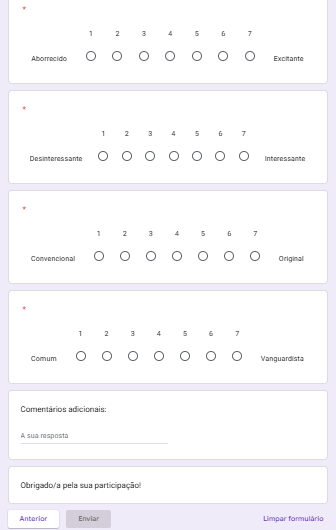 *
1 2 3 4 5 6 7
Aborrecido Excitante
*
1 2 3 4 5 6 7
Desinteressante Interessante
*
1 2 3 4 5 6 7
Convencional Original
*
1 2 3 4 5 6 7
Comum Vanguardista
Comentários adicionais:
A sua resposta
Obrigado/a pela sua participação!
Anterior Enviar Limpar formulário